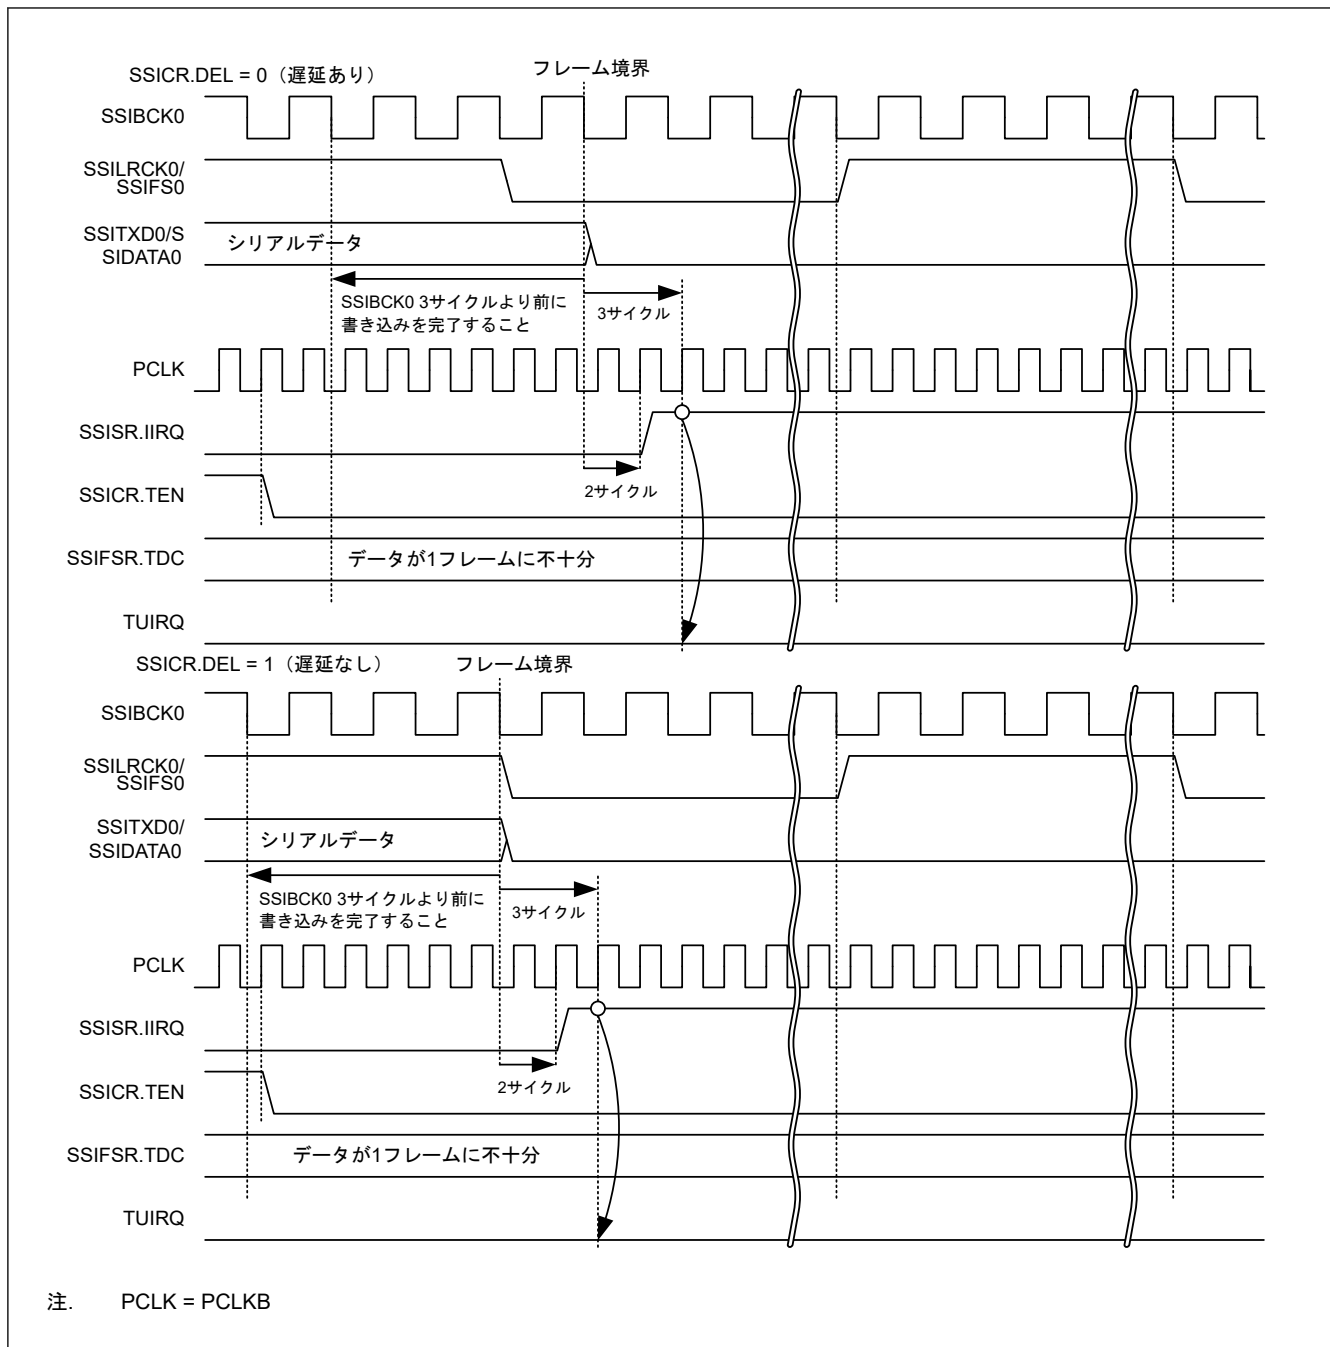 SSICR.DEL = 0（遅延あり）
フレーム境界
SSIBCK0
SSILRCK0/
SSIFS0
SSITXD0/S
SIDATA0
シリアルデータ
SSIBCK0 3サイクルより前に
書き込みを完了すること
3サイクル
PCLK
SSISR.IIRQ
2サイクル
SSICR.TEN
SSIFSR.TDC
データが1フレームに不十分
TUIRQ
SSICR.DEL = 1（遅延なし）
フレーム境界
SSIBCK0
SSILRCK0/
SSIFS0
SSITXD0/
SSIDATA0
シリアルデータ
SSIBCK0 3サイクルより前に
書き込みを完了すること
3サイクル
PCLK
SSISR.IIRQ
2サイクル
SSICR.TEN
SSIFSR.TDC
データが1フレームに不十分
TUIRQ
注. PCLK = PCLKB